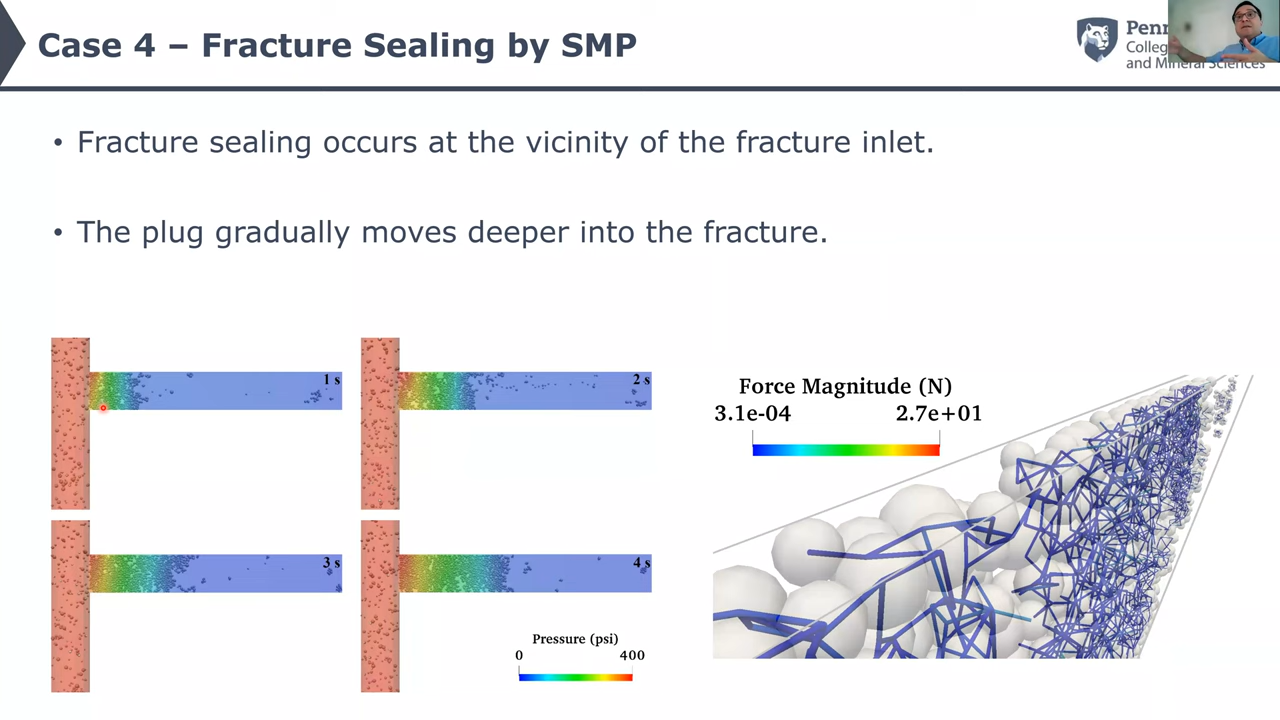 Case 4 – Fracture Sealing by SMP
and Mineral Sciences
• Fracture sealing occurs at the vicinity of the fracture inlet.
• The plug gradually moves deeper into the fracture.
1 s
2 s
3 s
4 s
Pressure (psi)
0 400
Force Magnitude (N)
3.1e-04 2.7e+01